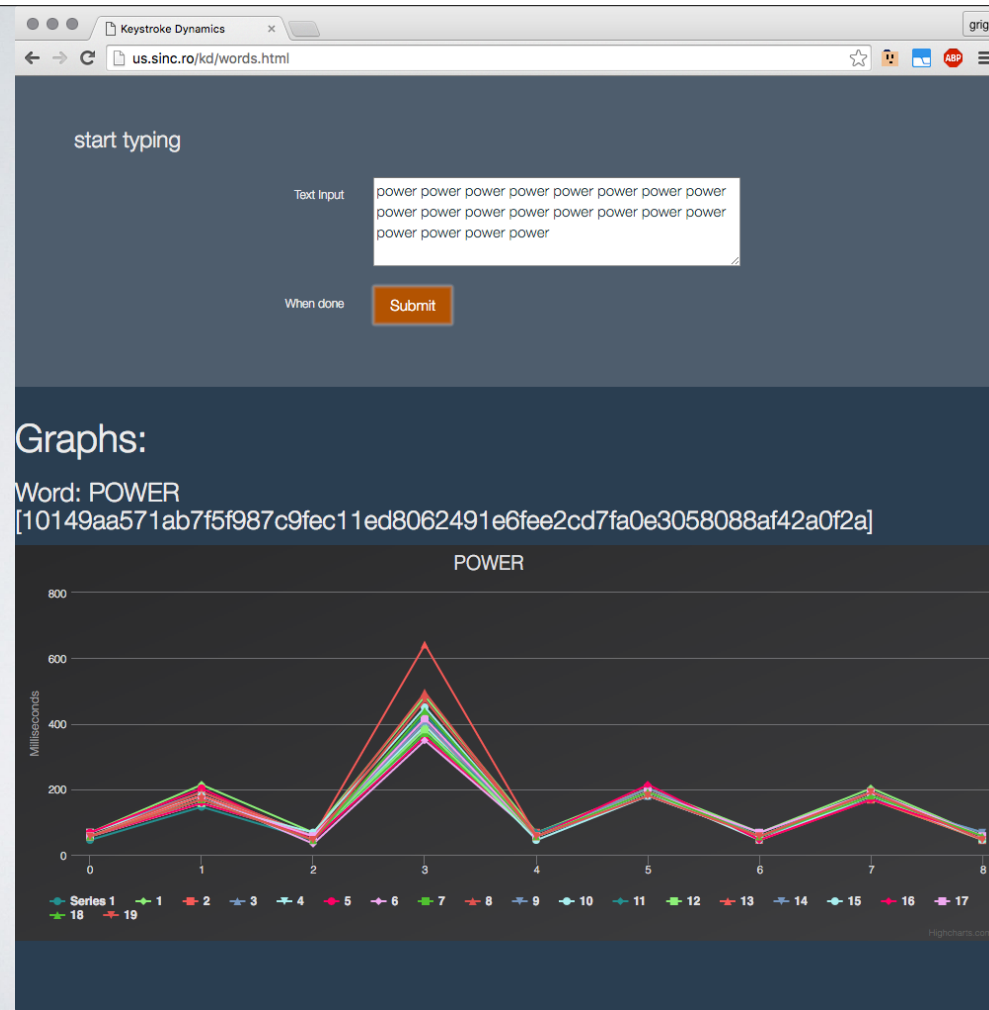 Keystroke Dynamics
grig
us.sinc.ro/kd/words.html
ABP
start typing
Text Input
power power power power power power power power
power power power power power power power power
power power power power
When done
Submit
Graphs:
Word: POWER
[10149aa571ab7f5f987c9fec11ed8062491e6fee2cd7fa0e3058088af42a0f2a]
POWER
800
600
400
200
0
Milliseconds
0 1 2 3 4 5 6 7 8
Series 1 1 2 3 4 5 6 7 8 9 10 11 12 13 14 15 16 17
18 19
Highcharts.com